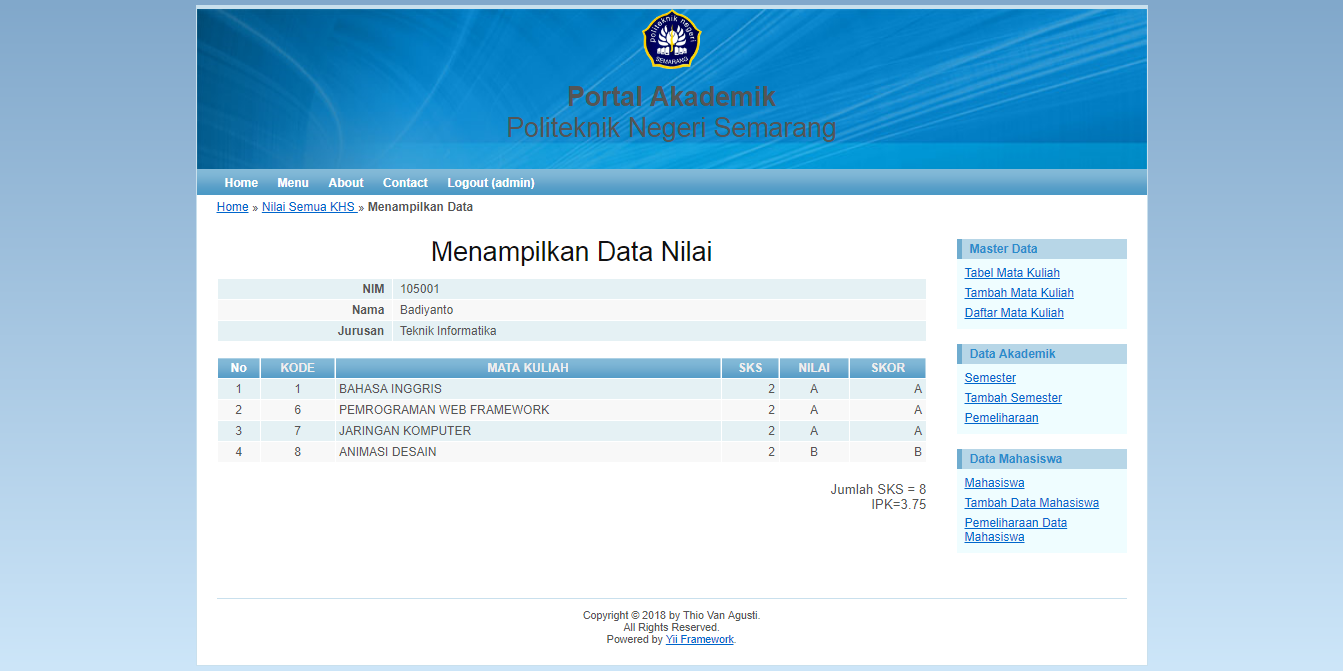 politeknik negeri
SEMARANG
Portal Akademik
Politeknik Negeri Semarang
Home Menu About Contact Logout (admin)
Home » Nilai Semua KHS » Menampilkan Data
Menampilkan Data Nilai
NIM 105001
Nama Badiyanto
Jurusan Teknik Informatika
No KODE MATA KULIAH SKS NILAI SKOR
1 1 BAHASA INGGRIS 2 A A
2 6 PEMROGRAMAN WEB FRAMEWORK 2 A A
3 7 JARINGAN KOMPUTER 2 A A
4 8 ANIMASI DESAIN 2 B B
Jumlah SKS = 8
IPK=3.75
Master Data
Tabel Mata Kuliah
Tambah Mata Kuliah
Daftar Mata Kuliah
Data Akademik
Semester
Tambah Semester
Pemeliharaan
Data Mahasiswa
Mahasiswa
Tambah Data Mahasiswa
Pemeliharaan Data
Mahasiswa
Copyright © 2018 by Thio Van Agusti.
All Rights Reserved.
Powered by Yii Framework.